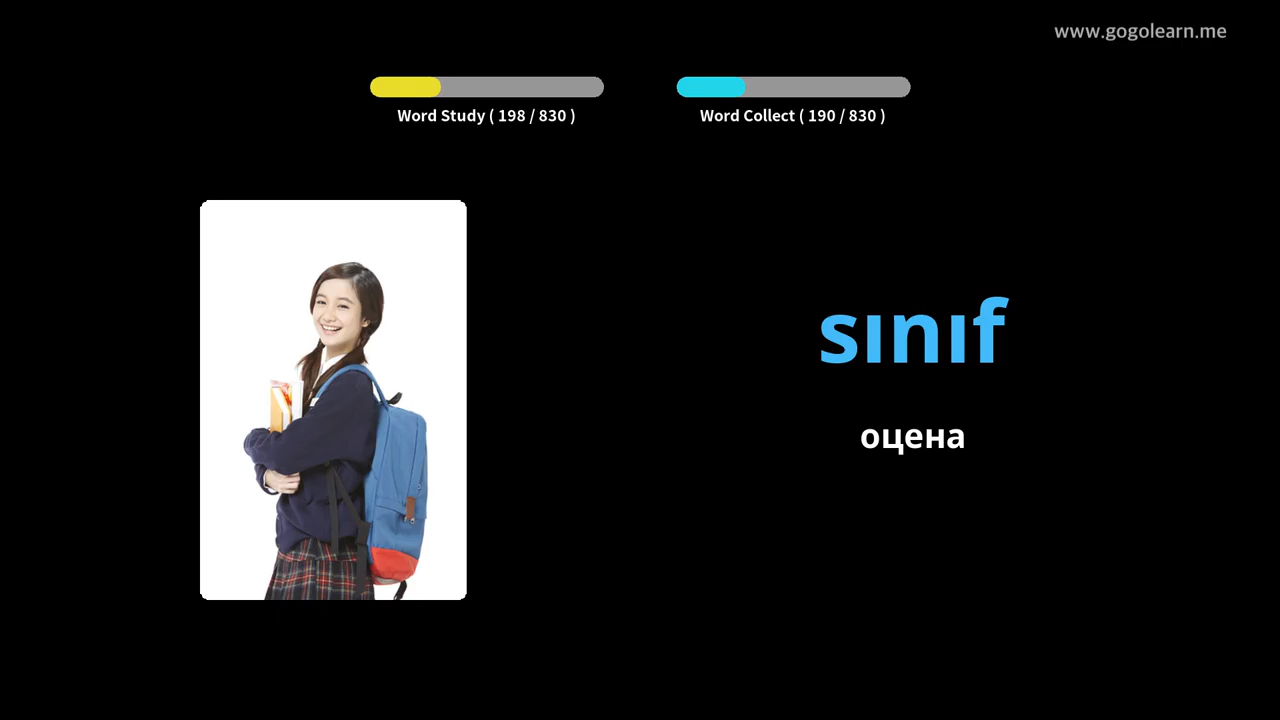 www.gogolearn.me
Word Study ( 198 / 830 )
Word Collect ( 190 / 830 )
sınıf
оцена